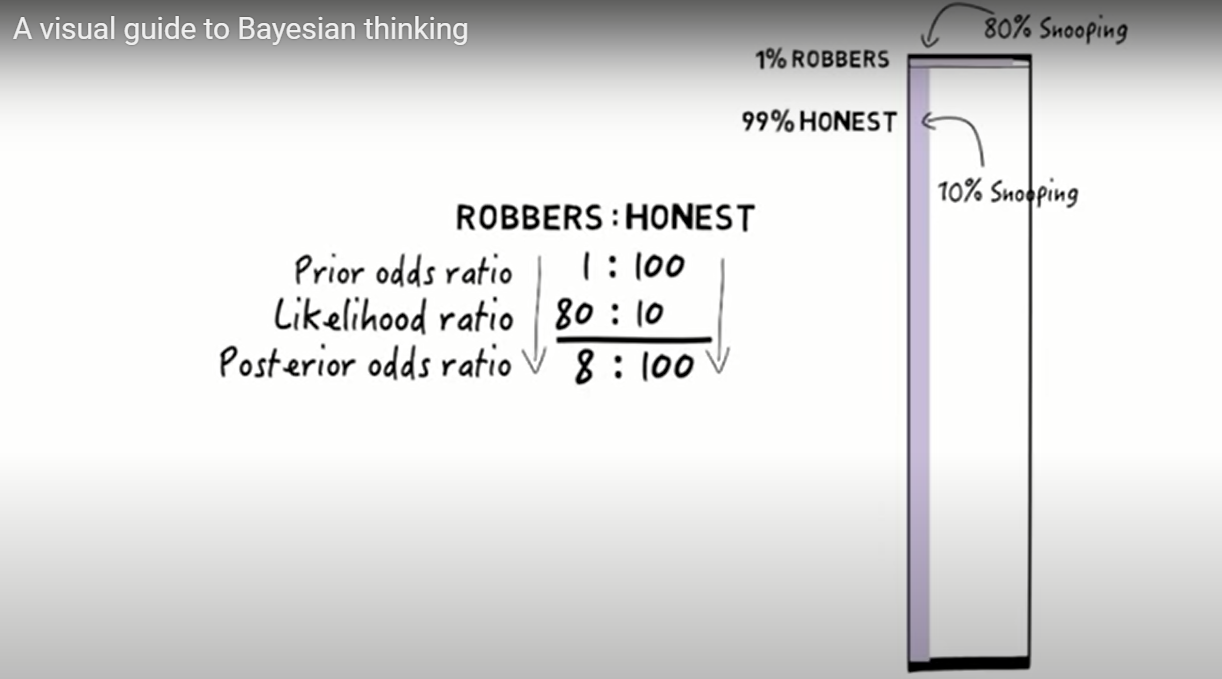 A visual guide to Bayesian thinking
80% Snooping
1% ROBBERS
99% HONEST
10% Snooping
ROBBERS : HONEST
Prior odds ratio 1 : 100
Likelihood ratio 80 : 10
Posterior odds ratio 8 : 100